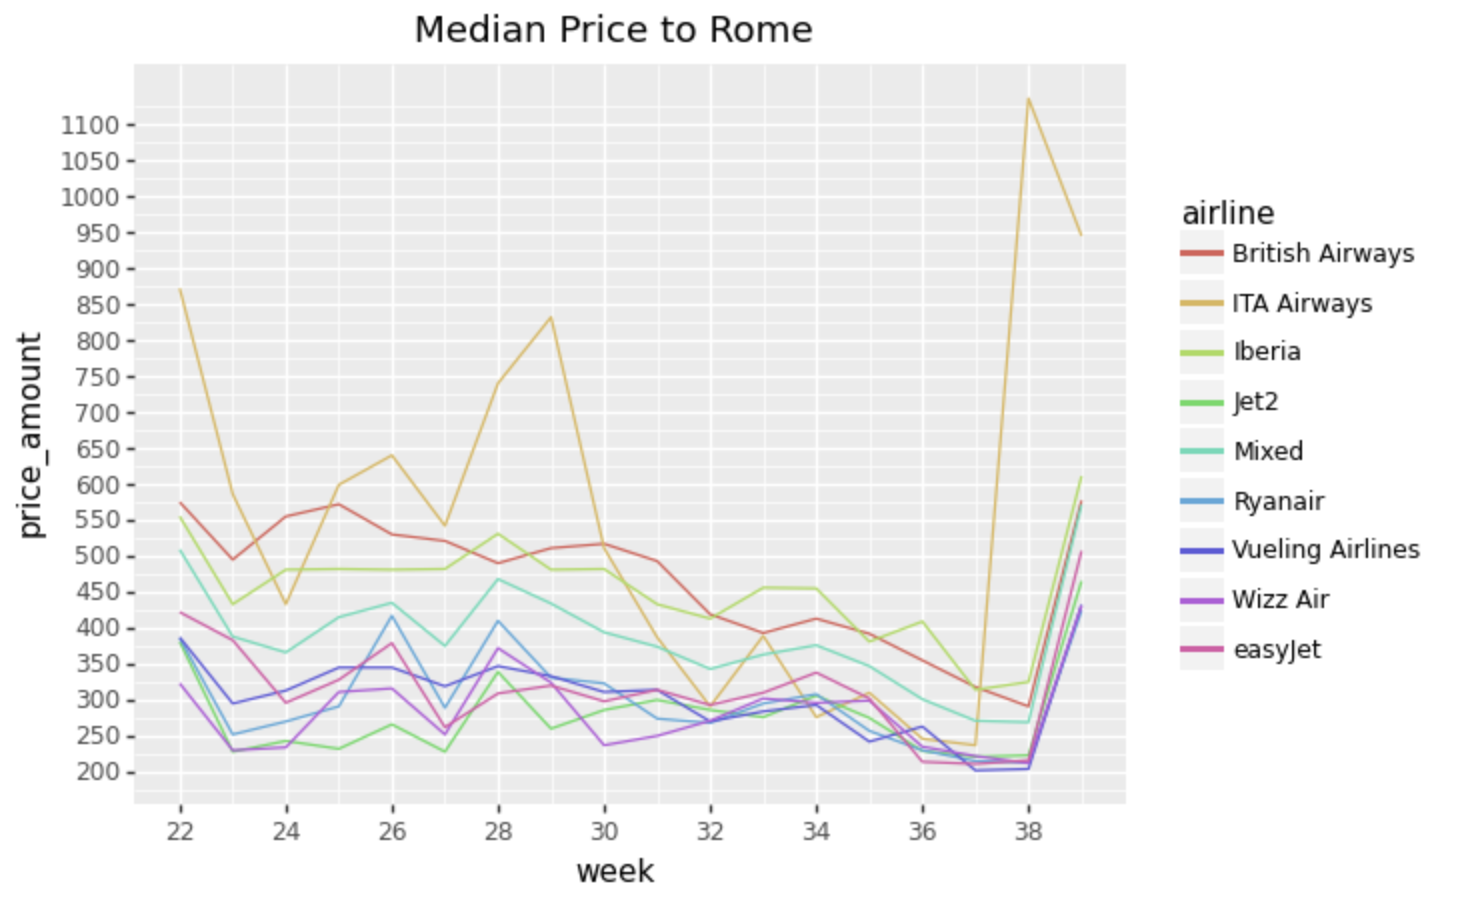 Median Price to Rome
price_amount
1100
1050
1000
950
900
850
800
750
700
650
600
550
500
450
400
350
300
250
200
22 24 26 28 30 32 34 36 38
week
airline
British Airways
ITA Airways
Iberia
Jet2
Mixed
Ryanair
Vueling Airlines
Wizz Air
easyJet